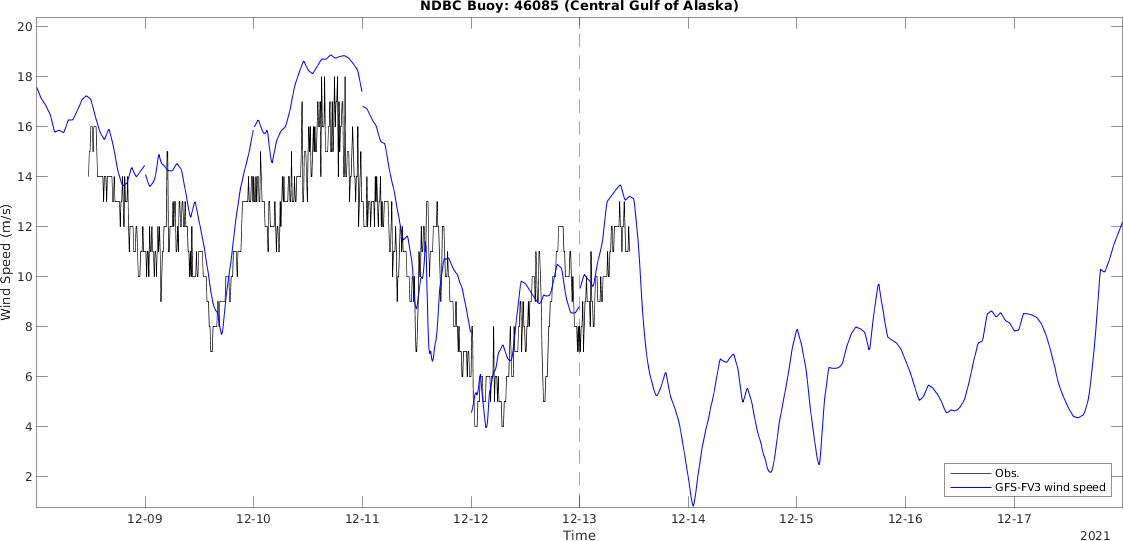 NDBC Buoy: 46085 (Central Gulf of Alaska)
20
18
16
14
12
10
8
6
4
2
Wind Speed (m/s)
Obs.
GFS-FV3 wind speed
12-09 12-10 12-11 12-12 12-13 12-14 12-15 12-16 12-17
Time
2021